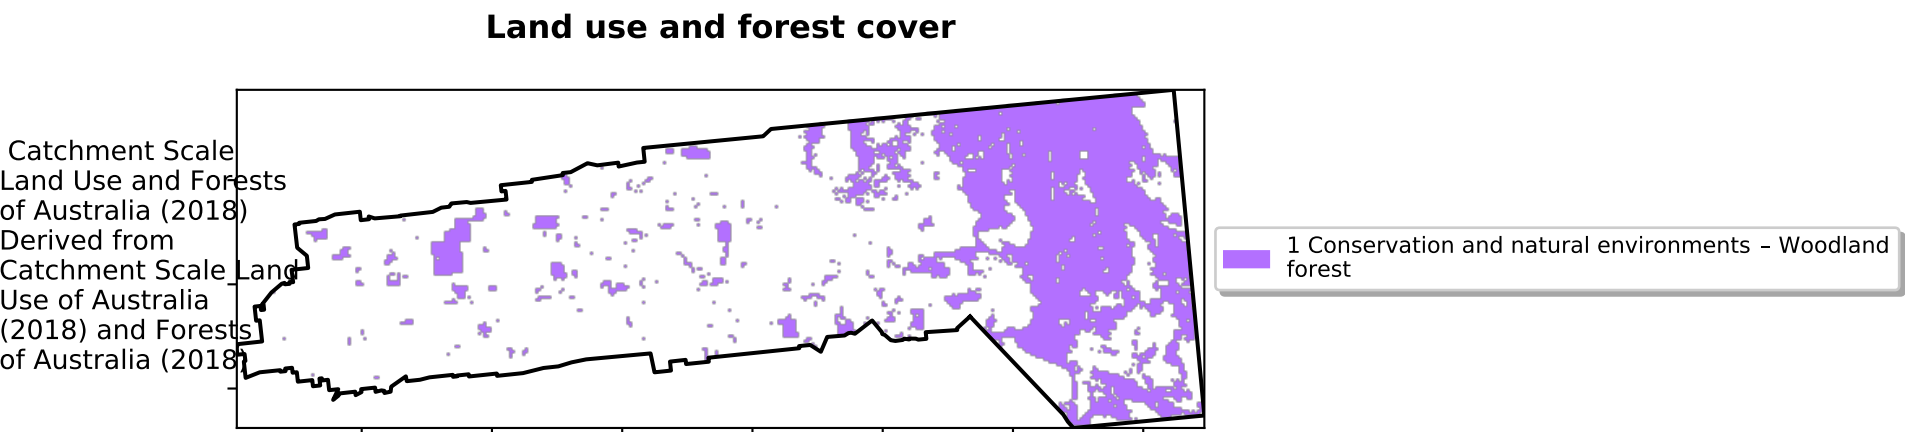 Land use and forest cover
Catchment Scale
Land Use and Forests
of Australia (2018)
Derived from
Catchment Scale Land
Use of Australia
(2018) and Forests
of Australia (2018)
1 Conservation and natural environments – Woodland
forest